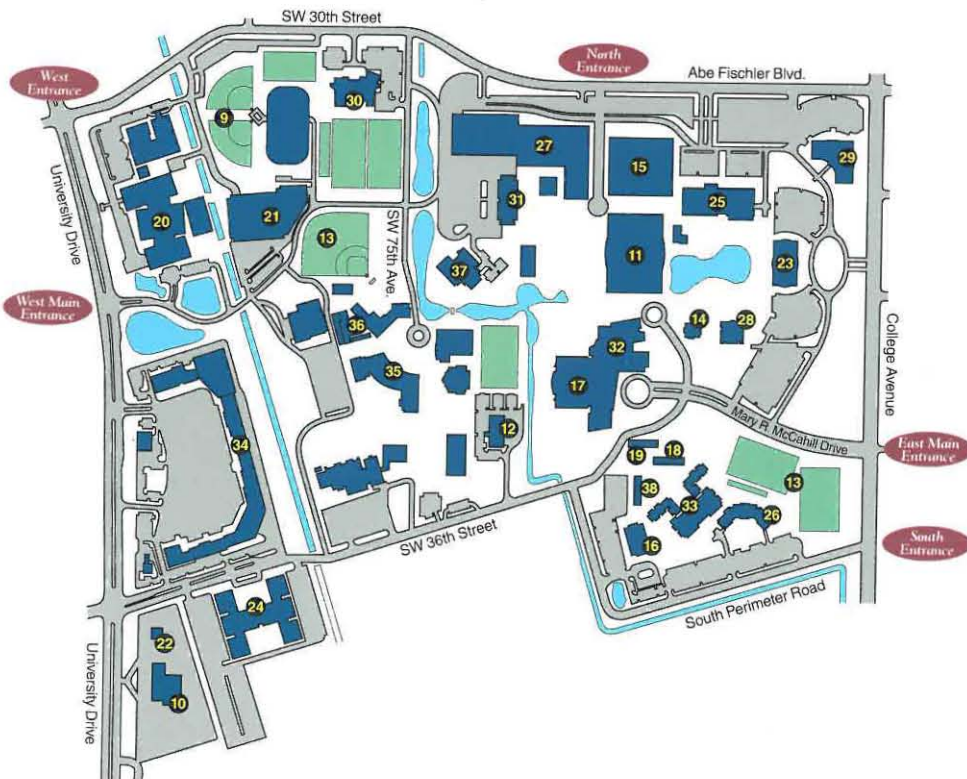 SW 30th Street
North
Entrance
West
Entrance
Abe Fischler Blvd.
30
9
27
15
29
31
25
University Drive
20
21
13
SW 75th Ave.
11
23
37
West Main
Entrance
14
28
36
32
College Avenue
35
17
Mary R. McCahill Drive
12
34
19
18
East Main
Entrance
13
38
33
26
SW 36th Street
16
South
Entrance
24
South Perimeter Road
22
University Drive
10